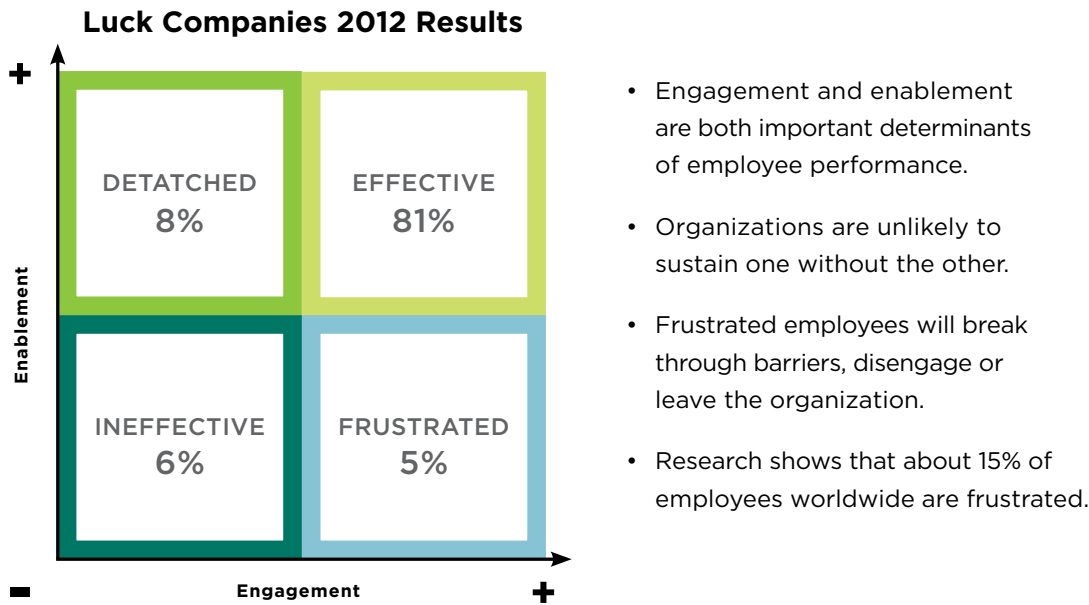 Luck Companies 2012 Results
+
DETATCHED
8%
EFFECTIVE
81%
Enablement
INEFFECTIVE
6%
FRUSTRATED
5%
-
Engagement
+
• Engagement and enablement
are both important determinants
of employee performance.
• Organizations are unlikely to
sustain one without the other.
• Frustrated employees will break
through barriers, disengage or
leave the organization.
• Research shows that about 15% of
employees worldwide are frustrated.